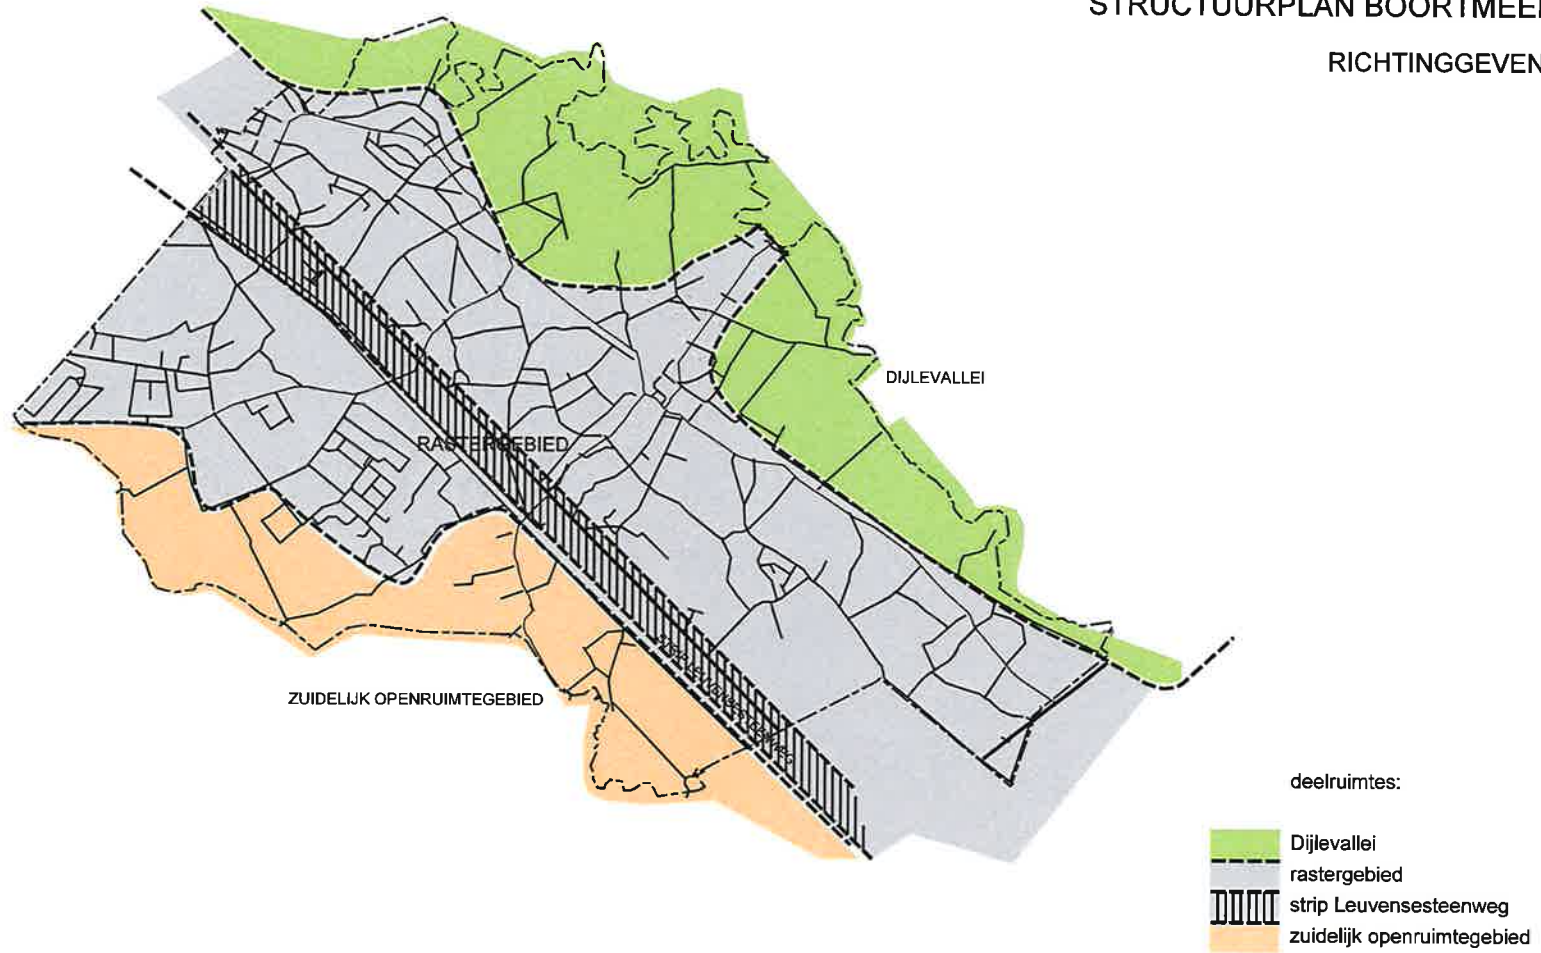 STRUCTUURPLAN BOORTMEE
RICHTINGGEVEN
DIJLEVALLEI
RASTERGEBIED
ZUIDELIJK OPENRUIMTEGEBIED
deelruimtes:
Dijlevallei
rastergebied
strip Leuvensesteenweg
zuidelijk openruimtegebied